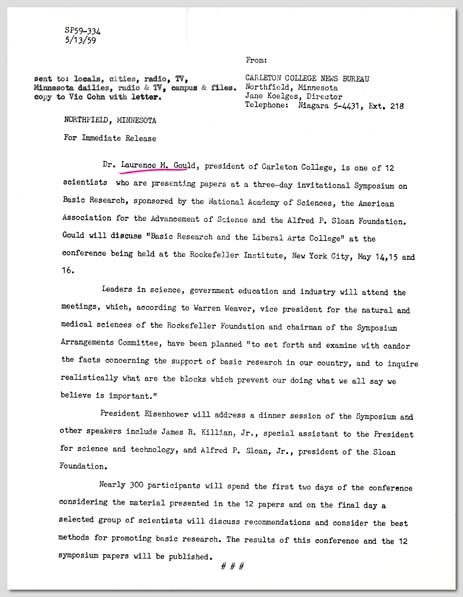 SP59-334
5/13/59
From:
sent to: locals, cities, radio, TV,
Minnesota dailies, radio & TV, campus & files.
copy to Vic Cohn with letter.
CARLETON COLLEGE NEWS BUREAU
Northfield, Minnesota
Jane Koelges, Director
Telephone: Niagara 5-4431, Ext. 218
NORTHFIELD, MINNESOTA
For Immediate Release
Dr. Laurence M. Gould, president of Carleton College, is one of 12
scientists who are presenting papers at a three-day invitational Symposium on
Basic Research, sponsored by the National Academy of Sciences, the American
Association for the Advancement of Science and the Alfred P. Sloan Foundation.
Gould will discuss "Basic Research and the Liberal Arts College" at the
conference being held at the Rockefeller Institute, New York City, May 14,15 and
16.
Leaders in science, government education and industry will attend the
meetings, which, according to Warren Weaver, vice president for the natural and
medical sciences of the Rockefeller Foundation and chairman of the Symposium
Arrangements Committee, have been planned "to set forth and examine with candor
the facts concerning the support of basic research in our country, and to inquire
realistically what are the blocks which prevent our doing what we all say we
believe is important."
President Eisenhower will address a dinner session of the Symposium and
other speakers include James R. Killian, Jr., special assistant to the President
for science and technology, and Alfred P. Sloan, Jr., president of the Sloan
Foundation.
Nearly 300 participants will spend the first two days of the conference
considering the material presented in the 12 papers and on the final day a
selected group of scientists will discuss recommendations and consider the best
methods for promoting basic research. The results of this conference and the 12
symposium papers will be published.
# # #